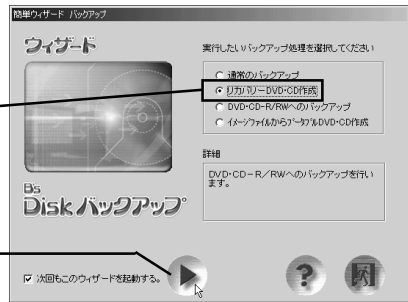 簡単ウィザード バックアップ
ウィザード
実行したいバックアップ処理を選択してください
通常のバックアップ
リカバリーDVD・CD作成
DVD・CD-R/RWへのバックアップ
イメージファイルからブータブルDVD・CD作成
詳細
DVD・CD-R/RWへのバックアップを行います。
B's
Diskバックアップ
次回もこのウィザードを起動する。
?